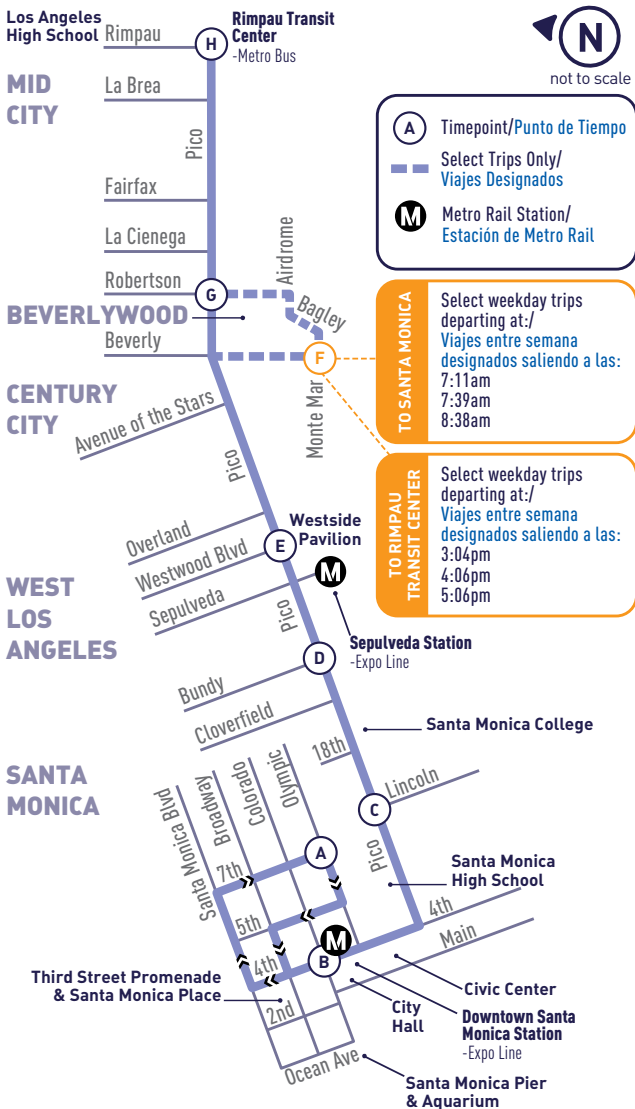 Los Angeles
High School
Rimpau
H
Rimpau Transit
Center
-Metro Bus
N
not to scale
MID
CITY
La Brea
Pico
A
Timepoint/Punto de Tiempo
Select Trips Only/
Viajes Designados
M
Metro Rail Station/
Estación de Metro Rail
Fairfax
La Cienega
Airdrome
Robertson
G
Bagley
BEVERLYWOOD
Beverly
F
Monte Mar
TO SANTA MONICA
Select weekday trips
departing at:/
Viajes entre semana
designados saliendo a las:
7:11am
7:39am
8:38am
CENTURY
CITY
Avenue of the Stars
Pico
TO RIMPAU
TRANSIT CENTER
Select weekday trips
departing at:/
Viajes entre semana
designados saliendo a las:
3:04pm
4:06pm
5:06pm
Overland
Westwood Blvd
E
Westside
Pavilion
Sepulveda
M
WEST
LOS
ANGELES
Pico
Sepulveda Station
-Expo Line
D
Bundy
Cloverfield
Santa Monica College
18th
SANTA
MONICA
Lincoln
C
Santa Monica Blvd
Broadway
Colorado
Olympic
7th
A
Pico
Santa Monica
High School
5th
4th
4th
M
B
Main
Third Street Promenade
& Santa Monica Place
2nd
Civic Center
City
Hall
Downtown Santa
Monica Station
-Expo Line
Ocean Ave
Santa Monica Pier
& Aquarium